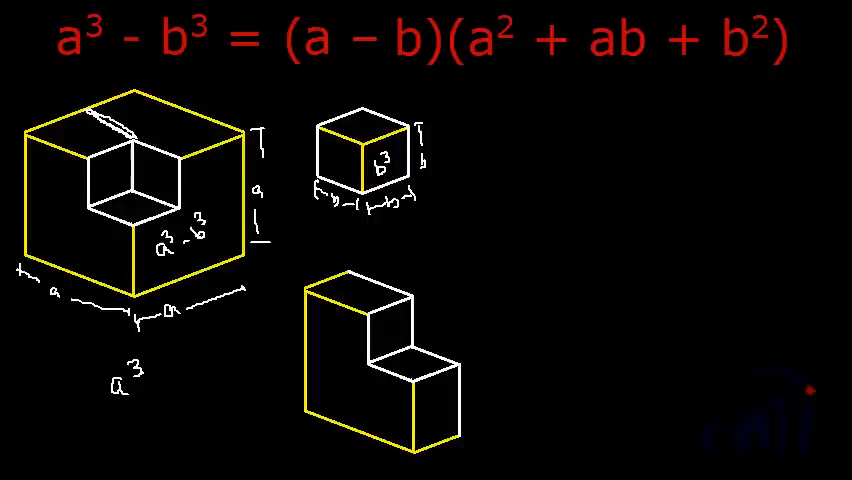 a³ - b³ = (a – b)(a² + ab + b²)
a
b³
b
b
b
a³ - b³
a
a
a³